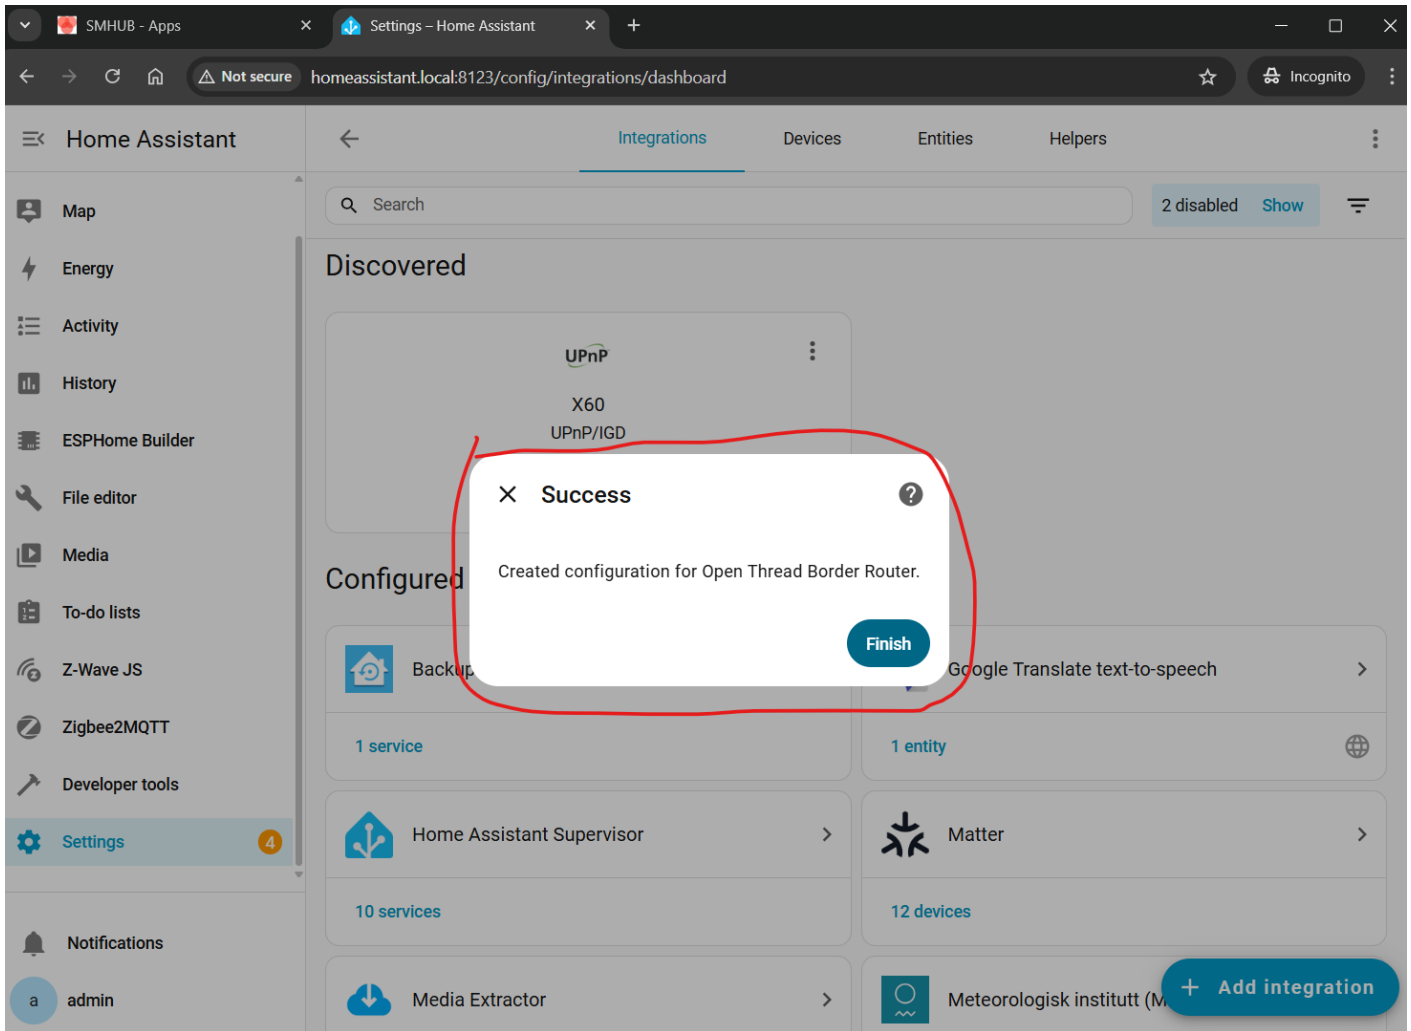 SMHUB - Apps
Settings – Home Assistant
Not secure
homeassistant.local:8123/config/integrations/dashboard
Incognito
Home Assistant
Integrations
Devices
Entities
Helpers
Map
Energy
Activity
History
ESPHome Builder
File editor
Media
To-do lists
Z-Wave JS
Zigbee2MQTT
Developer tools
Settings
4
Notifications
a
admin
Search
2 disabled
Show
Discovered
UPnP
X60
UPnP/IGD
Success
Created configuration for Open Thread Border Router.
Finish
Configured
Backup
Google Translate text-to-speech
1 service
1 entity
Home Assistant Supervisor
Matter
10 services
12 devices
Media Extractor
Meteorologisk institutt (M
Add integration